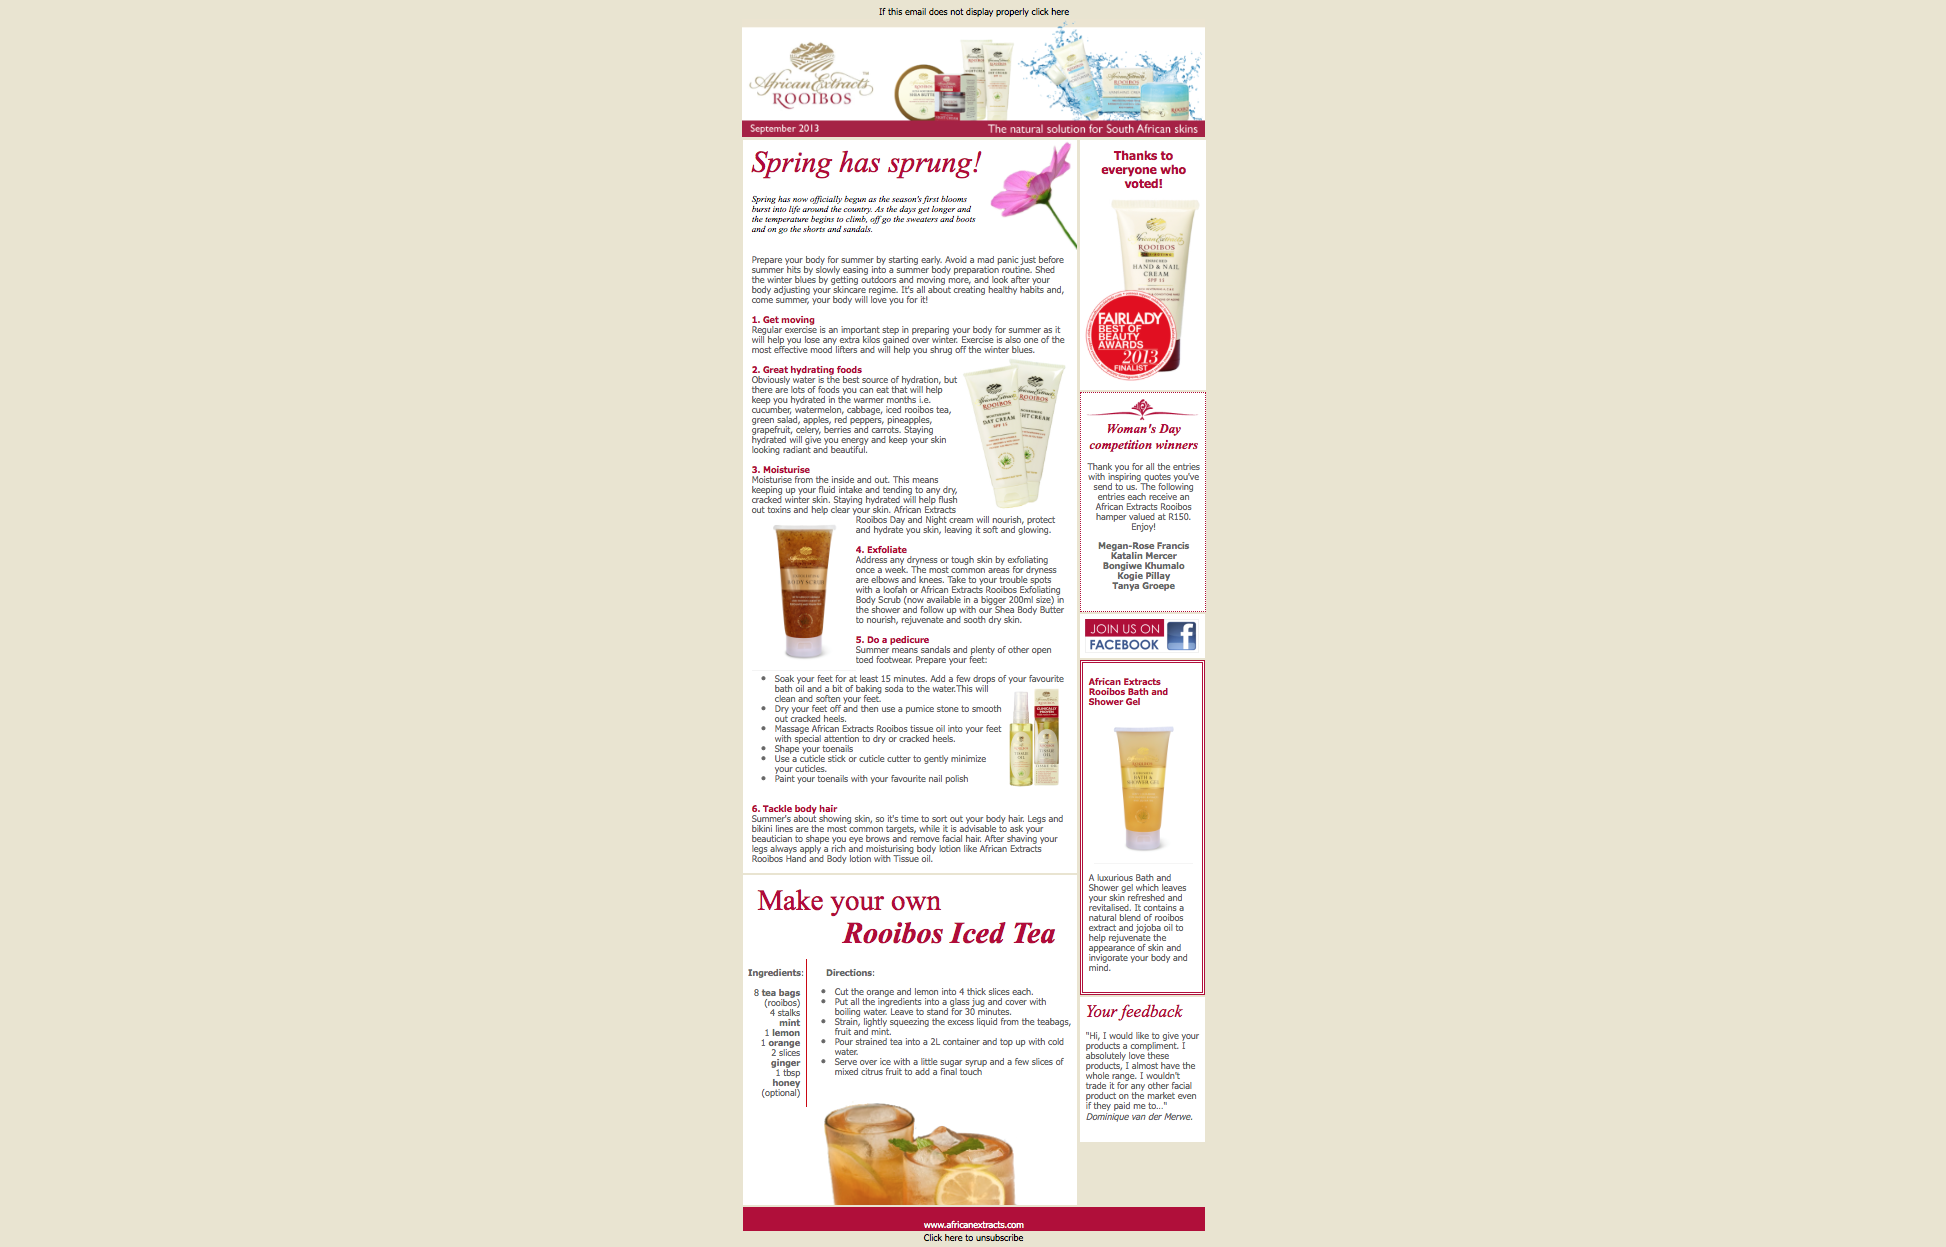 If this email does not display properly click here
African Extracts™
ROOIBOS
September 2013
The natural solution for South African skins
Spring has sprung!
Spring has now officially begun as the season's first blooms
burst into life around the country. As the days get longer and
the temperature begins to climb, off go the sweaters and boots
and on go the shorts and sandals.
Prepare your body for summer by starting early. Avoid a mad panic just before
summer hits by slowly easing into a summer body preparation routine. Shed
the winter blues by getting outdoors and moving more, and look after your
body adjusting your skincare regime. It's all about creating healthy habits and,
come summer, your body will love you for it!
1. Get moving
Regular exercise is an important step in preparing your body for summer as it
will help you lose any extra kilos gained over winter. Exercise is also one of the
most effective mood lifters and will help you shrug off the winter blues.
2. Great hydrating foods
Obviously water is the best source of hydration, but
there are lots of foods you can eat that will help
keep you hydrated in the warmer months i.e.
cucumber, watermelon, cabbage, iced rooibos tea,
green salad, apples, red peppers, pineapples,
grapefruit, celery, berries and carrots. Staying
hydrated will give you energy and keep your skin
looking radiant and beautiful.
ROOIBOS
DAY CREAM
SPF 15
ROOIBOS
NIGHT CREAM
3. Moisturise
Moisturise from the inside and out. This means
keeping up your fluid intake and tending to any dry,
cracked winter skin. Staying hydrated will help flush
out toxins and help clear your skin. African Extracts
Rooibos Day and Night cream will nourish, protect
and hydrate you skin, leaving it soft and glowing.
BODY SCRUB
4. Exfoliate
Address any dryness or tough skin by exfoliating
once a week. The most common areas for dryness
are elbows and knees. Take to your trouble spots
with a loofah or African Extracts Rooibos Exfoliating
Body Scrub (now available in a bigger 200ml size) in
the shower and follow up with our Shea Body Butter
to nourish, rejuvenate and sooth dry skin.
5. Do a pedicure
Summer means sandals and plenty of other open
toed footwear. Prepare your feet:
• Soak your feet for at least 15 minutes. Add a few drops of your favourite
bath oil and a bit of baking soda to the water.This will
clean and soften your feet.
• Dry your feet off and then use a pumice stone to smooth
out cracked heels.
• Massage African Extracts Rooibos tissue oil into your feet
with special attention to dry or cracked heels.
• Shape your toenails
• Use a cuticle stick or cuticle cutter to gently minimize
your cuticles.
• Paint your toenails with your favourite nail polish
6. Tackle body hair
Summer's about showing skin, so it's time to sort out your body hair. Legs and
bikini lines are the most common targets, while it is advisable to ask your
beautician to shape you eye brows and remove facial hair. After shaving your
legs always apply a rich and moisturising body lotion like African Extracts
Rooibos Hand and Body lotion with Tissue oil.
Make your own
Rooibos Iced Tea
Ingredients:
8 tea bags
(rooibos)
4 stalks
mint
1 lemon
1 orange
2 slices
ginger
1 tbsp
honey
(optional)
Directions:
• Cut the orange and lemon into 4 thick slices each.
• Put all the ingredients into a glass jug and cover with
boiling water. Leave to stand for 30 minutes.
• Strain, lightly squeezing the excess liquid from the teabags,
fruit and mint.
• Pour strained tea into a 2L container and top up with cold
water.
• Serve over ice with a little sugar syrup and a few slices of
mixed citrus fruit to add a final touch
Thanks to
everyone who
voted!
African Extracts
ROOIBOS
HAND & NAIL
CREAM
SPF 15
FAIRLADY
BEST OF
BEAUTY
AWARDS
2013
FINALIST
Woman's Day
competition winners
Thank you for all the entries
with inspiring quotes you've
send to us. The following
entries each receive an
African Extracts Rooibos
hamper valued at R150.
Enjoy!
Megan-Rose Francis
Katalin Mercer
Bongiwe Khumalo
Kogie Pillay
Tanya Groepe
JOIN US ON
FACEBOOK
f
African Extracts
Rooibos Bath and
Shower Gel
BATH &
SHOWER GEL
A luxurious Bath and
Shower gel which leaves
your skin refreshed and
revitalised. It contains a
natural blend of rooibos
extract and jojoba oil to
help rejuvenate the
appearance of skin and
invigorate your body and
mind.
Your feedback
"Hi, I would like to give your
products a compliment. I
absolutely love these
products, I almost have the
whole range. I wouldn't
trade it for any other facial
product on the market even
if they paid me to..."
Dominique van der Merwe.
www.africanextracts.com
Click here to unsubscribe